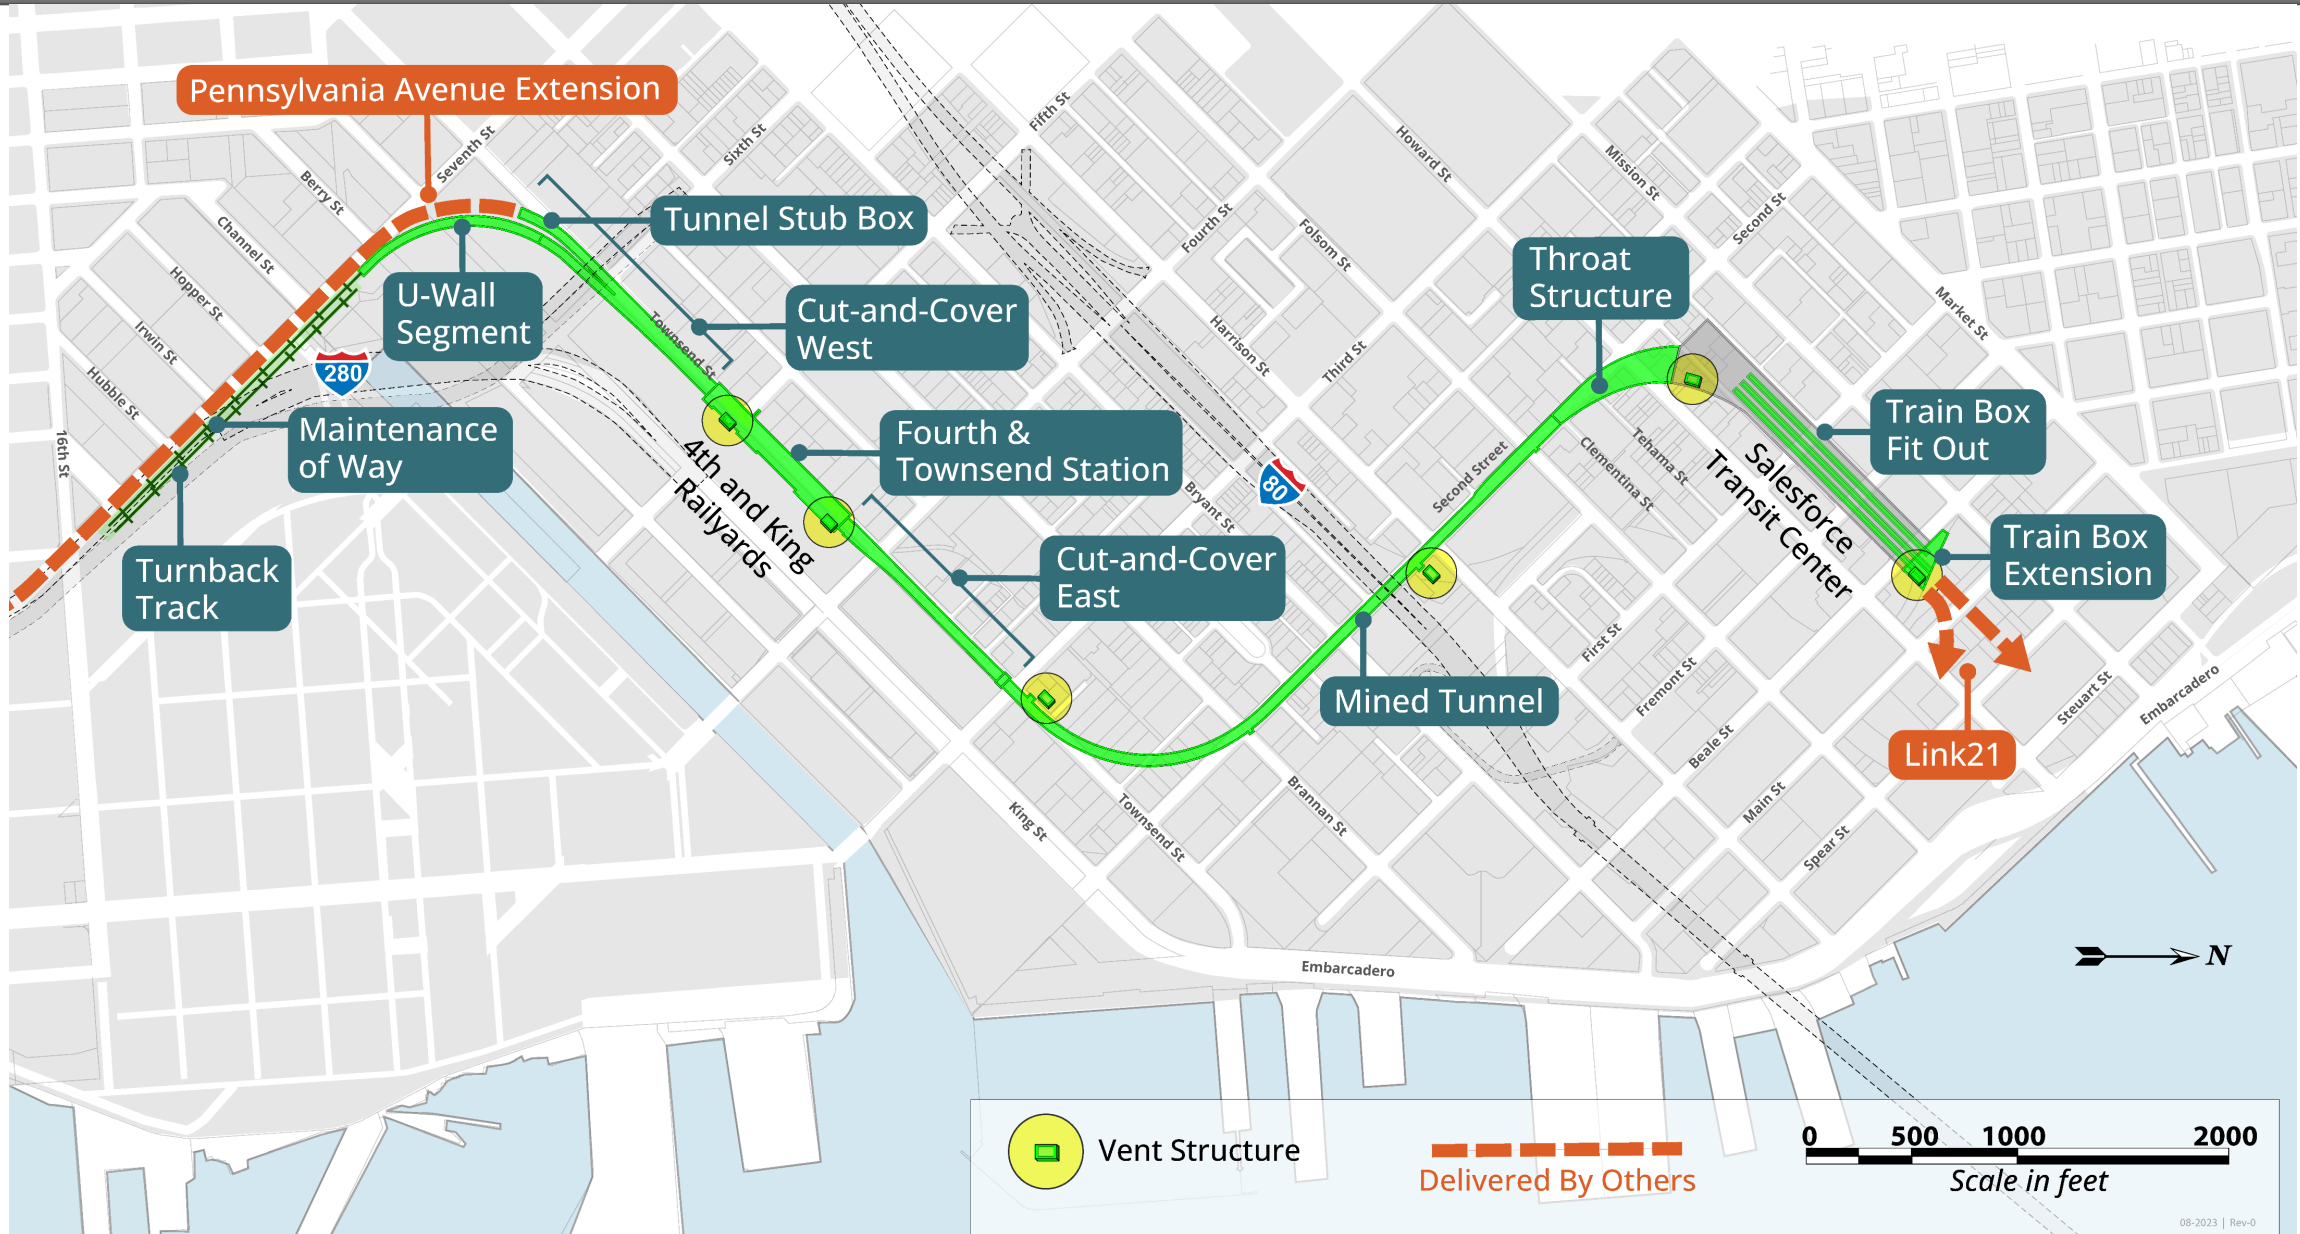 Pennsylvania Avenue Extension
Seventh St
Sixth St
Fifth St
Howard St
Mission St
Second St
Berry St
Channel St
Hopper St
Irwin St
Hubble St
16th St
Tunnel Stub Box
Fourth St
Folsom St
Throat
Structure
Market St
U-Wall
Segment
280
Cut-and-Cover
West
Townsend St
Harrison St
Third St
Maintenance
of Way
Fourth &
Townsend Station
4th and King
Railyards
Train Box
Fit Out
Salesforce
Transit Center
Tehama St
Clementina St
Second Street
80
Bryant St
Turnback
Track
Cut-and-Cover
East
Train Box
Extension
First St
Fremont St
Beale St
Main St
Spear St
Steuart St
Embarcadero
Mined Tunnel
Link21
King St
Townsend St
Brannan St
Embarcadero
N
Vent Structure
Delivered By Others
0 500 1000 2000
Scale in feet
08-2023 | Rev-0